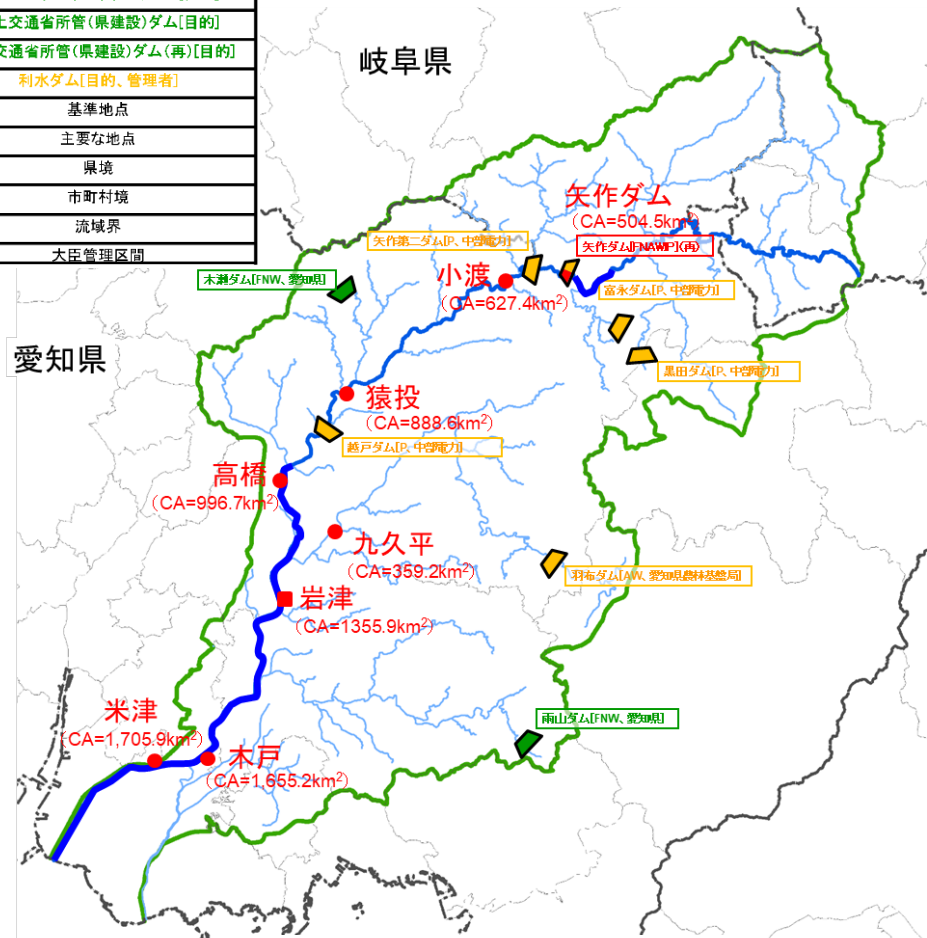 土交通省所管(県建設)ダム[目的]
交通省所管(県建設)ダム(再)[目的]
利水ダム[目的、管理者]
基準地点
主要な地点
県境
市町村境
流域界
大臣管理区間
岐阜県
矢作ダム
(CA=504.5km²)
矢作第二ダム[P、中部電力]
矢作ダム[FNAWIP](再)
木瀬ダム[FNW、愛知県]
小渡
(CA=627.4km²)
富永ダム[P、中部電力]
愛知県
黒田ダム[P、中部電力]
猿投
(CA=888.6km²)
越戸ダム[P、中部電力]
高橋
(CA=996.7km²)
九久平
(CA=359.2km²)
羽布ダム[AW、愛知県農林基盤局]
岩津
(CA=1355.9km²)
雨山ダム[FNW、愛知県]
米津
(CA=1,705.9km²)
木戸
(CA=1,655.2km²)